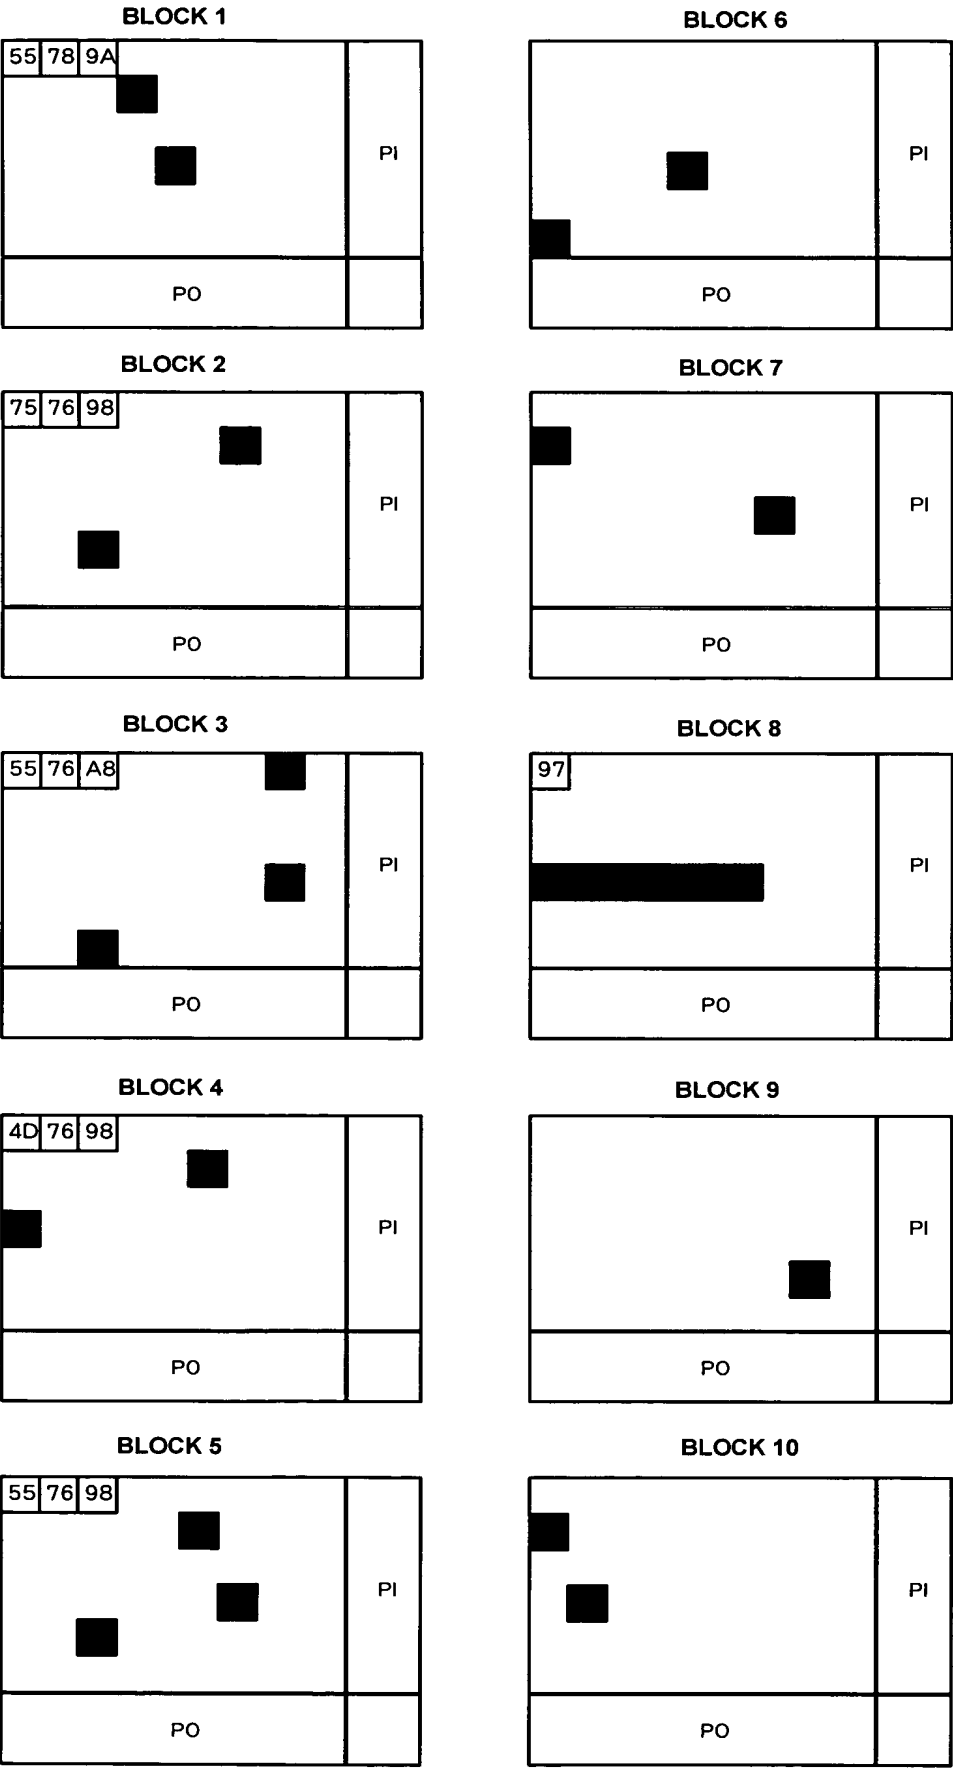 BLOCK 1
55 78 9A
PI
PO
BLOCK 2
75 76 98
PI
PO
BLOCK 3
55 76 A8
PI
PO
BLOCK 4
4D 76 98
PI
PO
BLOCK 5
55 76 98
PI
PO
BLOCK 6
PI
PO
BLOCK 7
PI
PO
BLOCK 8
97
PI
PO
BLOCK 9
PI
PO
BLOCK 10
PI
PO